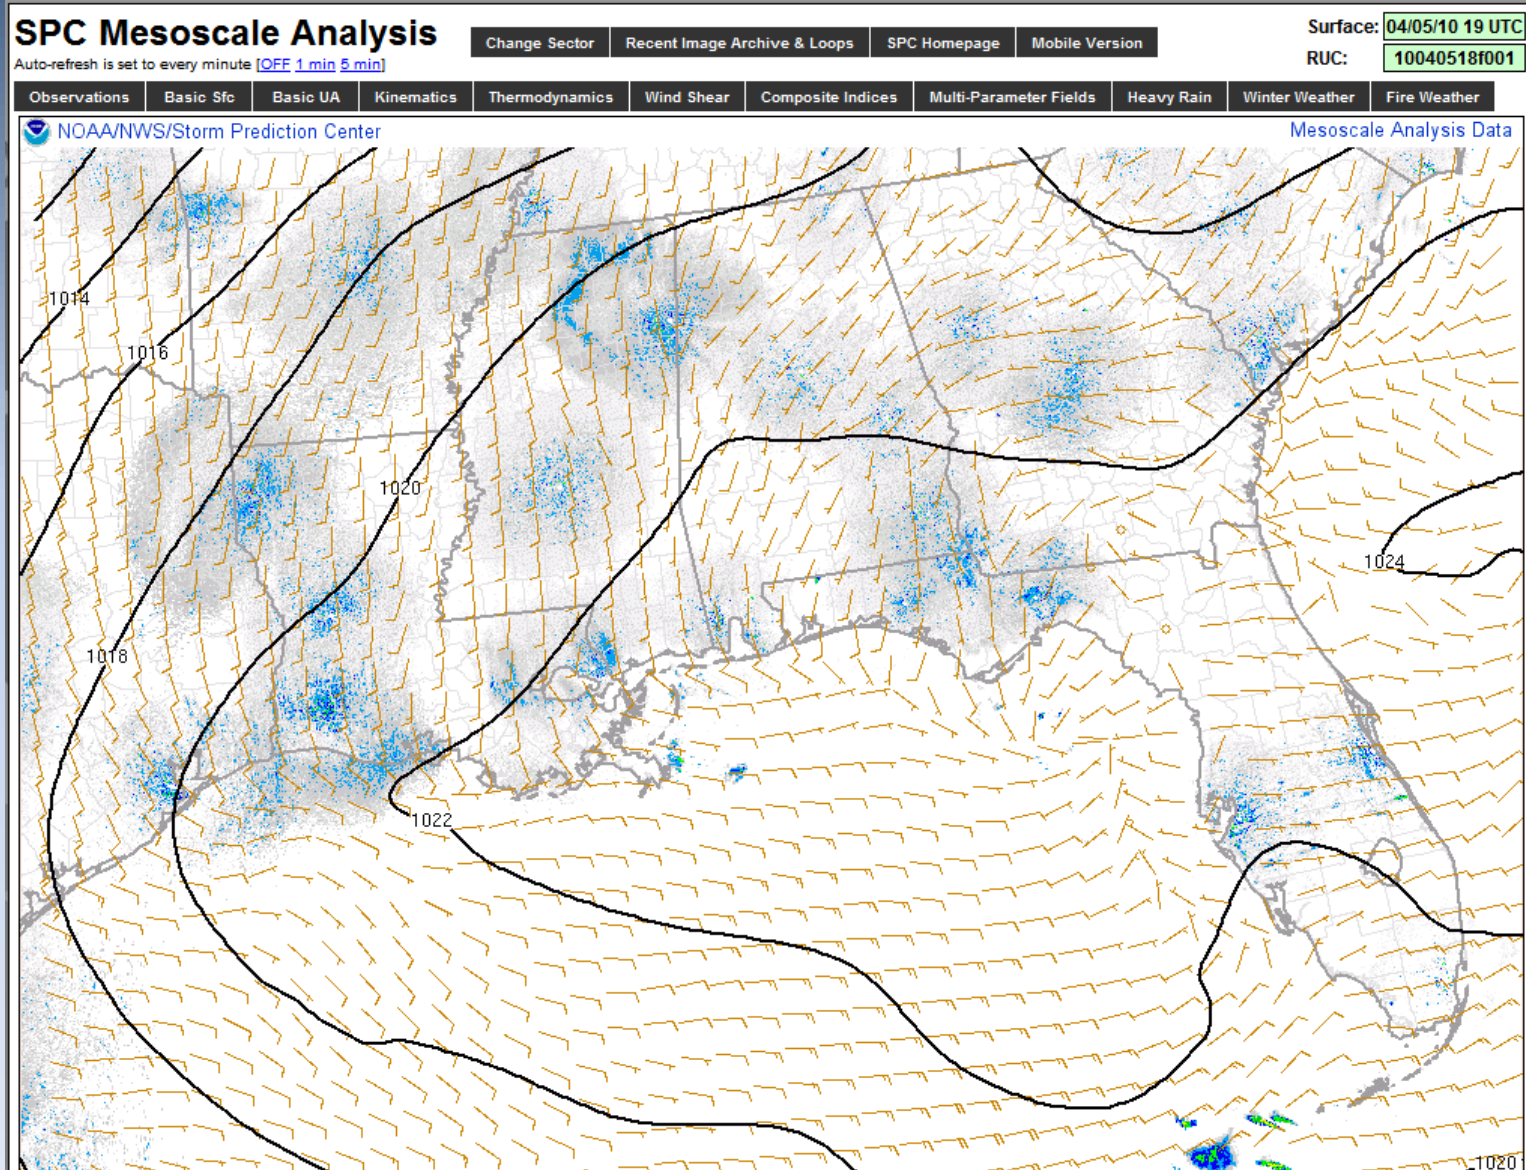 SPC Mesoscale Analysis
Auto-refresh is set to every minute [OFF 1 min 5 min]
Change Sector Recent Image Archive & Loops SPC Homepage Mobile Version
Surface: 04/05/10 19 UTC
RUC: 10040518f001
Observations Basic Sfc Basic UA Kinematics Thermodynamics Wind Shear Composite Indices Multi-Parameter Fields Heavy Rain Winter Weather Fire Weather
NOAA/NWS/Storm Prediction Center Mesoscale Analysis Data
1014
1016
1020
1024
1018
1022
1020